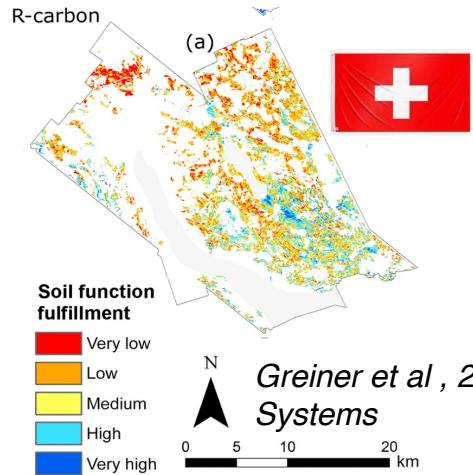 R-carbon
(a)
Soil function
fulfillment
Very low
Low
Medium
High
Very high
N
Greiner et al , 2
Systems
0 5 10 20
km